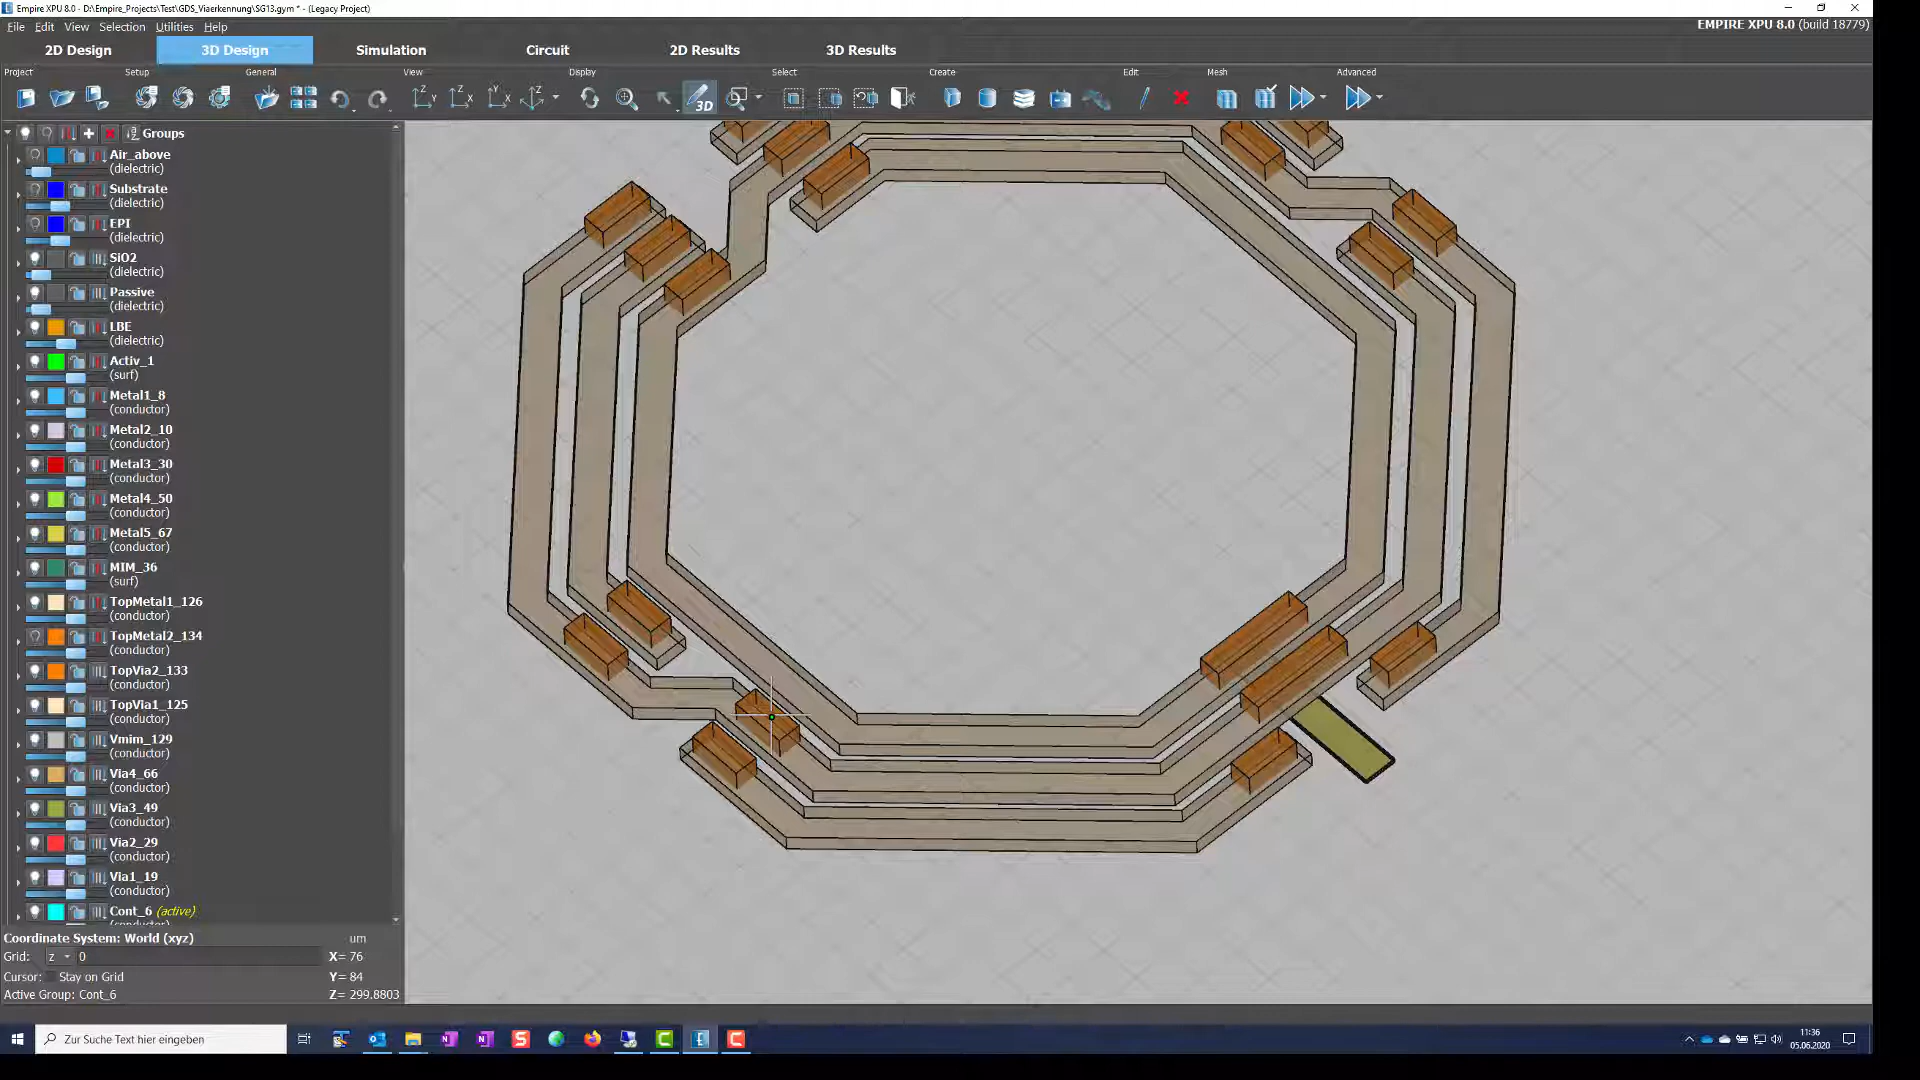 Empire XPU 8.0 - D:\Empire_Projects\Test\GDS_Viaerkennung\SG13.gym * - (Legacy Project)
File Edit View Selection Utilities Help
EMPIRE XPU 8.0 (build 18779)
2D Design 3D Design Simulation Circuit 2D Results 3D Results
Project Setup General View Display Select Create Edit Mesh Advanced
Z Y Z X Y X Z 3D
Groups
Air_above
(dielectric)
Substrate
(dielectric)
EPI
(dielectric)
SiO2
(dielectric)
Passive
(dielectric)
LBE
(dielectric)
Activ_1
(surf)
Metal1_8
(conductor)
Metal2_10
(conductor)
Metal3_30
(conductor)
Metal4_50
(conductor)
Metal5_67
(conductor)
MIM_36
(surf)
TopMetal1_126
(conductor)
TopMetal2_134
(conductor)
TopVia2_133
(conductor)
TopVia1_125
(conductor)
Vmim_129
(conductor)
Via4_66
(conductor)
Via3_49
(conductor)
Via2_29
(conductor)
Via1_19
(conductor)
Cont_6 (active)
Coordinate System: World (xyz) um
Grid: z 0 X= 76
Cursor: Stay on Grid Y= 84
Active Group: Cont_6 Z= 299.8803
Zur Suche Text hier eingeben
11:36
05.06.2020